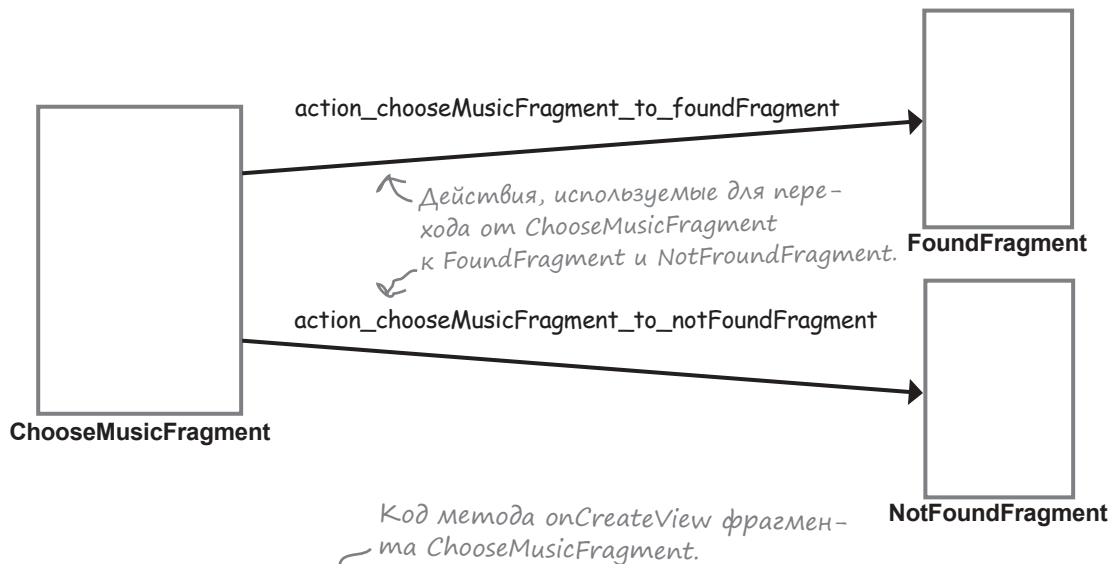 action_chooseMusicFragment_to_foundFragment
Действия, используемые для пере-
хода от ChooseMusicFragment
к FoundFragment и NotFroundFragment.
FoundFragment
action_chooseMusicFragment_to_notFoundFragment
ChooseMusicFragment
NotFoundFragment
Код метода onCreateView фрагмен-
та ChooseMusicFragment.